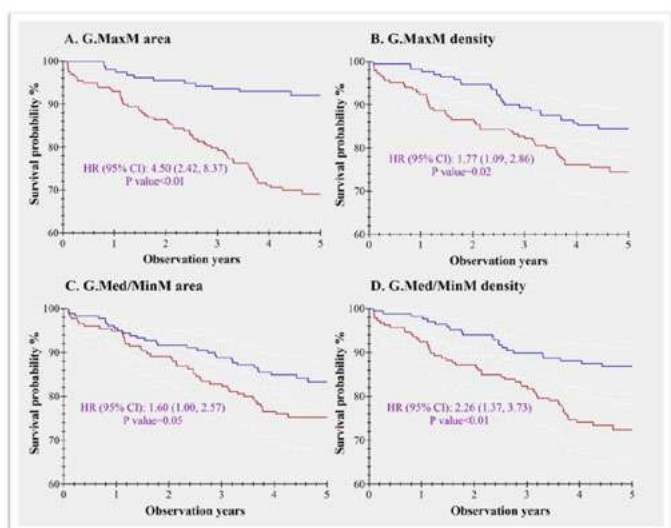 A. G.MaxM area
Survival probability %
100
90
80
70
60
HR (95% CI): 4.50 (2.42, 8.37)
P value<0.01
0 1 2 3 4 5
Observation years
B. G.MaxM density
Survival probability %
100
90
80
70
60
HR (95% CI): 1.77 (1.09, 2.86)
P value=0.02
0 1 2 3 4 5
Observation years
C. G.Med/MinM area
Survival probability %
100
90
80
70
60
HR (95% CI): 1.60 (1.00, 2.57)
P value=0.05
0 1 2 3 4 5
Observation years
D. G.Med/MinM density
Survival probability %
100
90
80
70
60
HR (95% CI): 2.26 (1.37, 3.73)
P value<0.01
0 1 2 3 4 5
Observation years